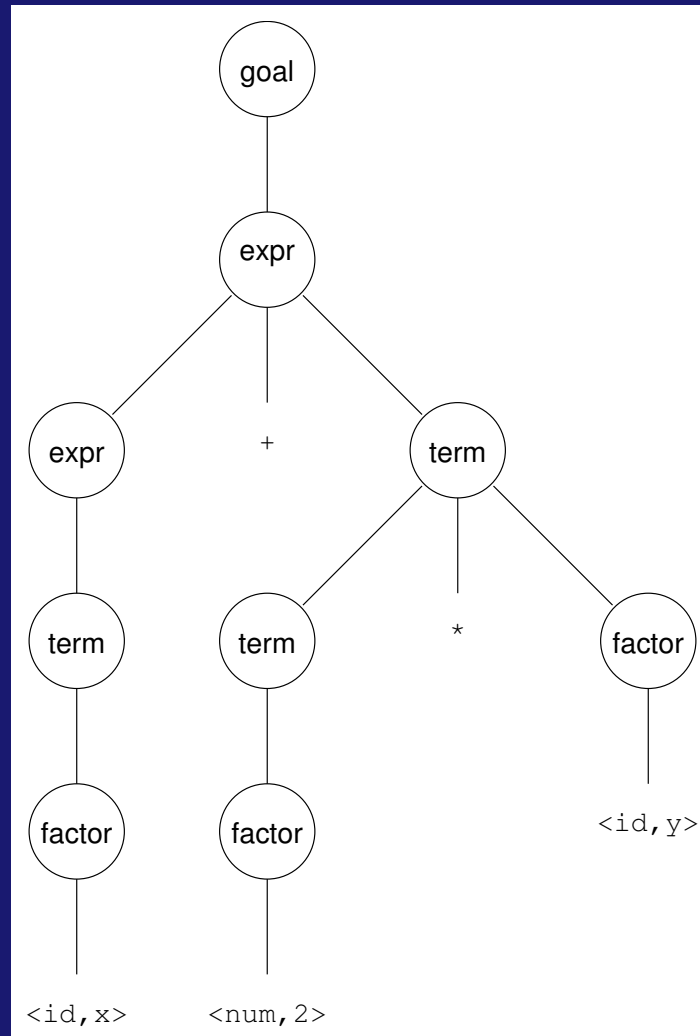 goal
expr
expr + term
term term * factor
factor factor <id,y>
<id,x> <num,2>